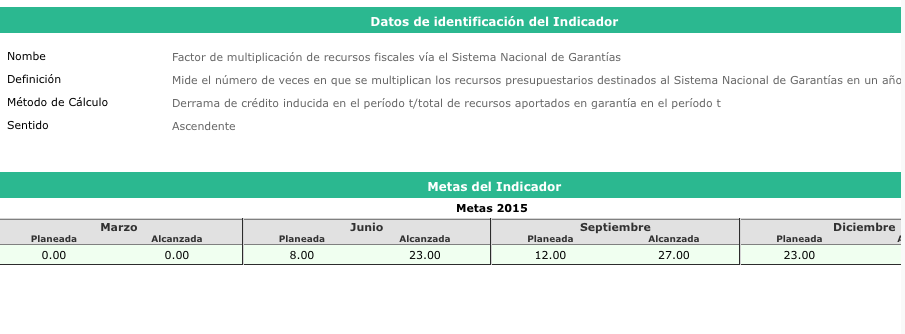 Datos de identificación del Indicador
Nombe Factor de multiplicación de recursos fiscales vía el Sistema Nacional de Garantías
Definición Mide el número de veces en que se multiplican los recursos presupuestarios destinados al Sistema Nacional de Garantías en un año
Método de Cálculo Derrama de crédito inducida en el período t/total de recursos aportados en garantía en el período t
Sentido Ascendente
Metas del Indicador
Metas 2015
Marzo Junio Septiembre Diciembre
Planeada Alcanzada Planeada Alcanzada Planeada Alcanzada Planeada
0.00 0.00 8.00 23.00 12.00 27.00 23.00